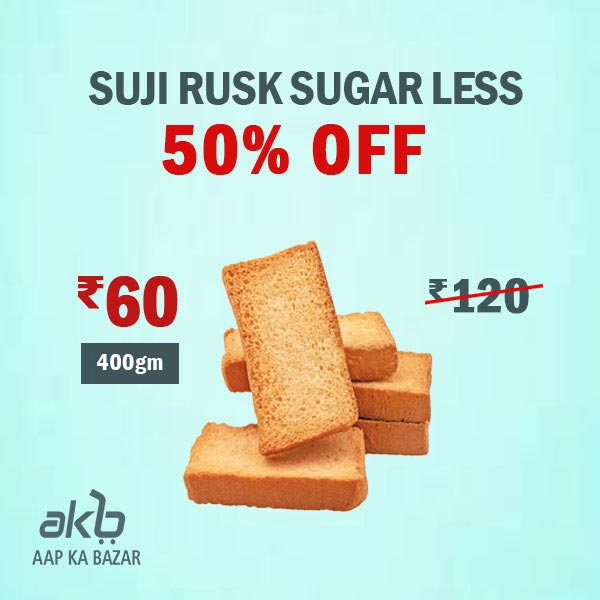 SUJI RUSK SUGAR LESS
50% OFF
₹60
₹120
400gm
akb
AAP KA BAZAR